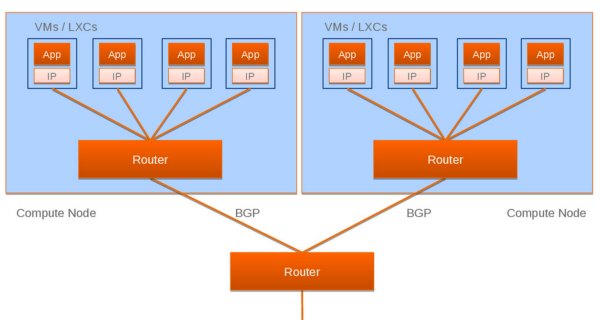 VMs / LXCs
VMs / LXCs
App App App App
IP IP IP IP
App App App App
IP IP IP IP
Router
Router
Compute Node
BGP
BGP
Compute Node
Router